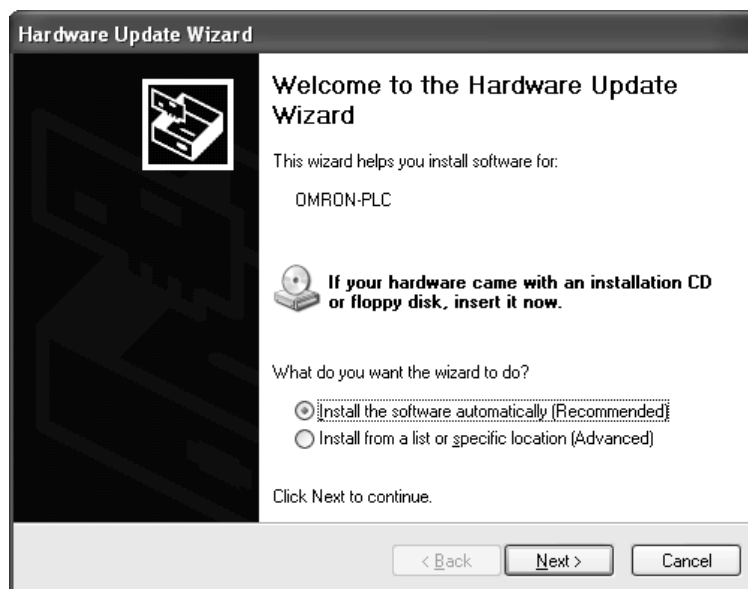 Hardware Update Wizard
Welcome to the Hardware Update
Wizard
This wizard helps you install software for:
OMRON-PLC
If your hardware came with an installation CD
or floppy disk, insert it now.
What do you want the wizard to do?
Install the software automatically (Recommended)
Install from a list or specific location (Advanced)
Click Next to continue.
< Back Next > Cancel